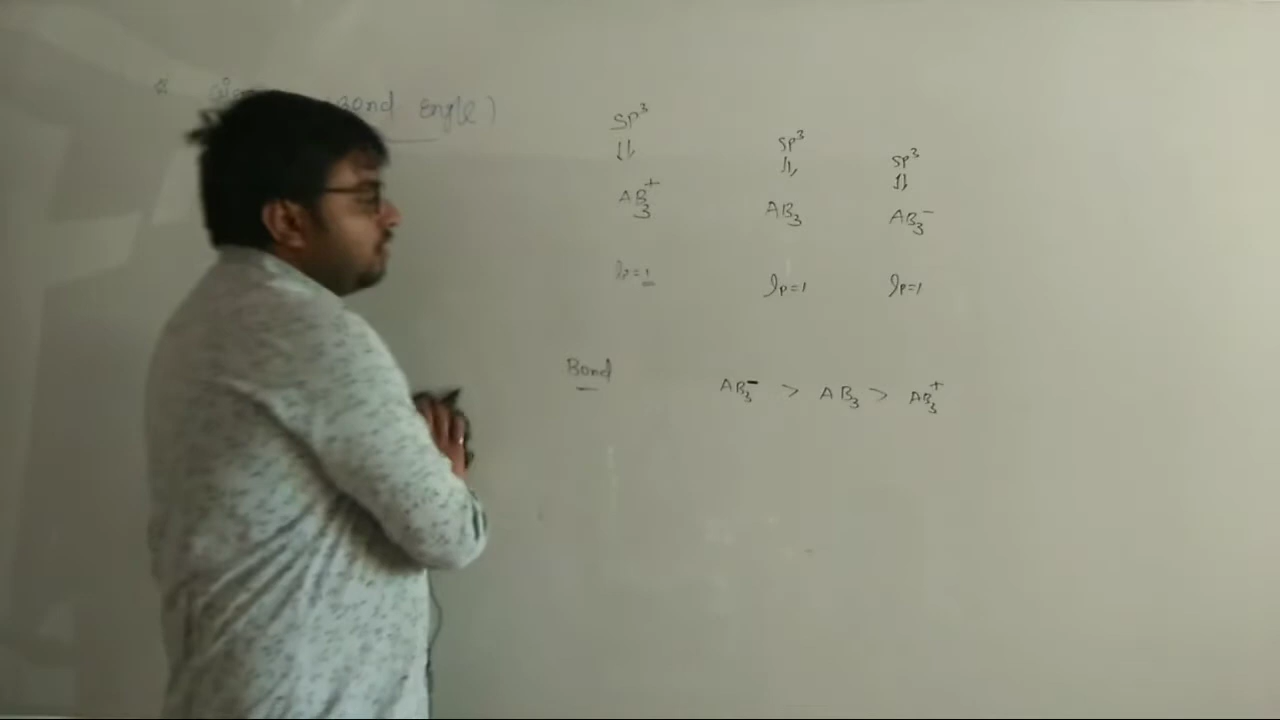 * (Bond angle)
SP³ SP³ SP³
⇓ ⇓ ⇓
AB₃⁺ AB₃ AB₃⁻
lp=1 lp=1 lp=1
Bond AB₃⁻ > AB₃ > AB₃⁺